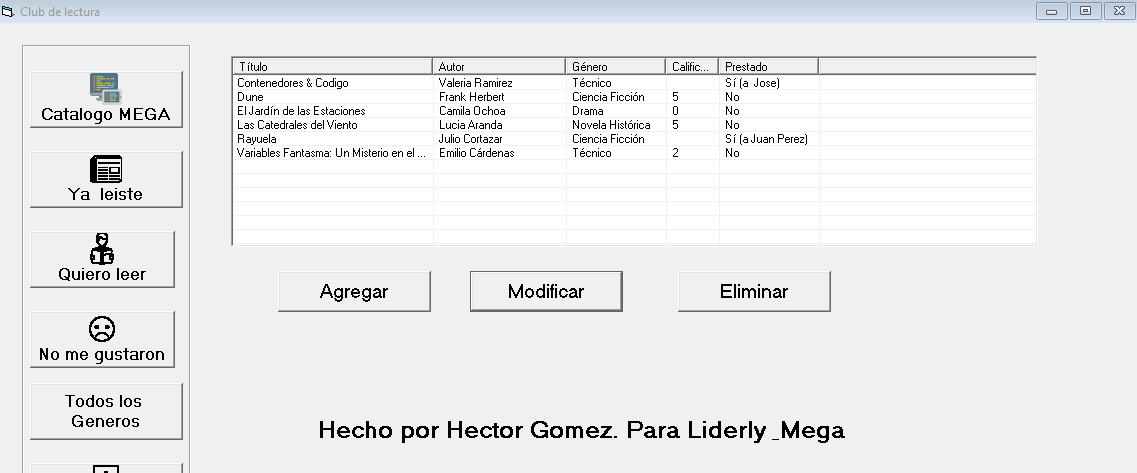 Club de lectura
Título Autor Género Calific... Prestado
Contenedores & Codigo Valeria Ramirez Técnico Sí (a Jose)
Dune Frank Herbert Ciencia Ficción 5 No
El Jardín de las Estaciones Camila Ochoa Drama 0 No
Las Catedrales del Viento Lucia Aranda Novela Histórica 5 No
Rayuela Julio Cortazar Ciencia Ficción Sí (a Juan Perez)
Variables Fantasma: Un Misterio en el ... Emilio Cárdenas Técnico 2 No
Catalogo MEGA
Ya leiste
Quiero leer
No me gustaron
Todos los
Generos
Agregar Modificar Eliminar
Hecho por Hector Gomez. Para Liderly _Mega